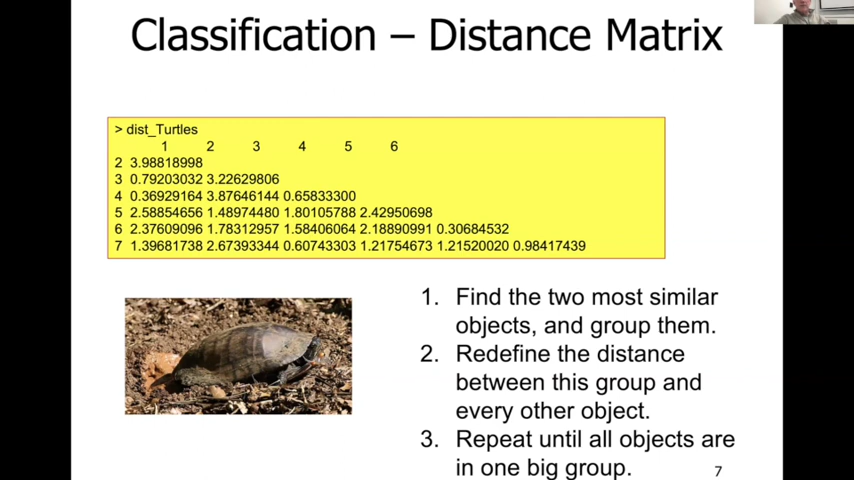 Classification – Distance Matrix
> dist_Turtles
1 2 3 4 5 6
2 3.98818998
3 0.79203032 3.22629806
4 0.36929164 3.87646144 0.65833300
5 2.58854656 1.48974480 1.80105788 2.42950698
6 2.37609096 1.78312957 1.58406064 2.18890991 0.30684532
7 1.39681738 2.67393344 0.60743303 1.21754673 1.21520020 0.98417439
1. Find the two most similar
objects, and group them.
2. Redefine the distance
between this group and
every other object.
3. Repeat until all objects are
in one big group.
7